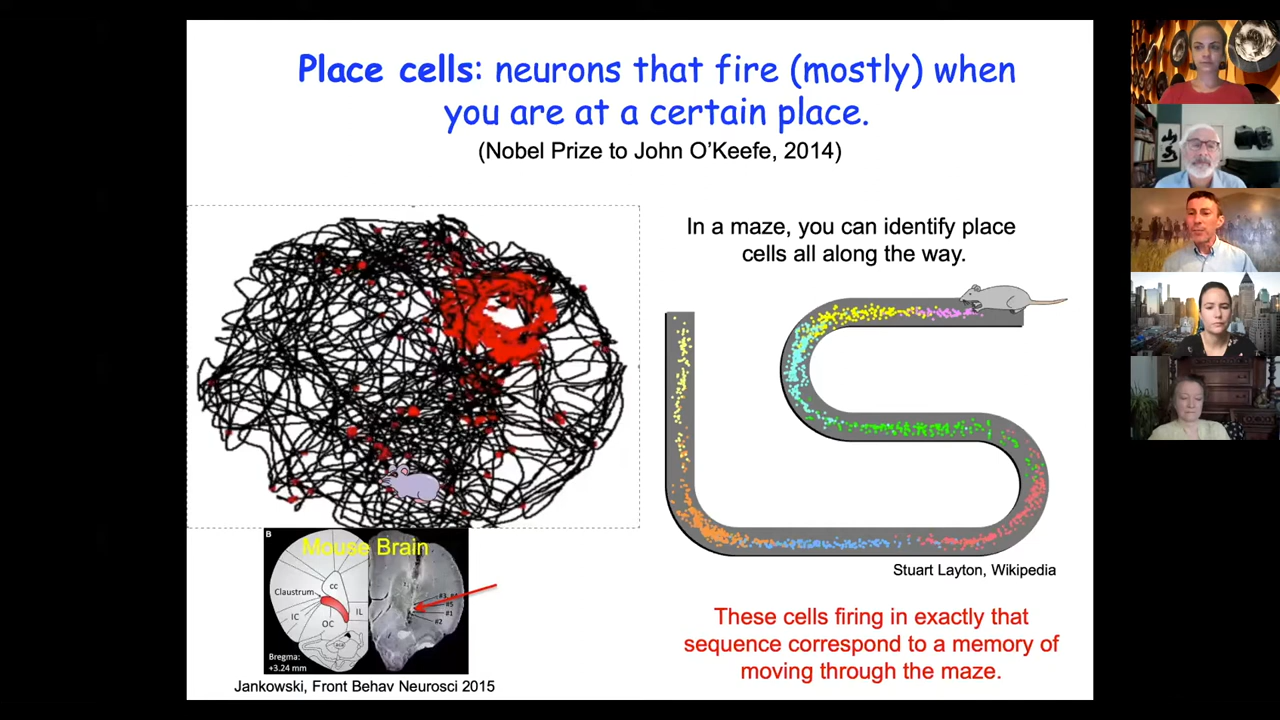 Place cells: neurons that fire (mostly) when
you are at a certain place.
(Nobel Prize to John O'Keefe, 2014)
In a maze, you can identify place
cells all along the way.
Stuart Layton, Wikipedia
These cells firing in exactly that
sequence correspond to a memory of
moving through the maze.
B
Mouse Brain
cc
Claustrum
IL
IC
OC
Bregma:
+3.24 mm
#5
#1
#2
Jankowski, Front Behav Neurosci 2015